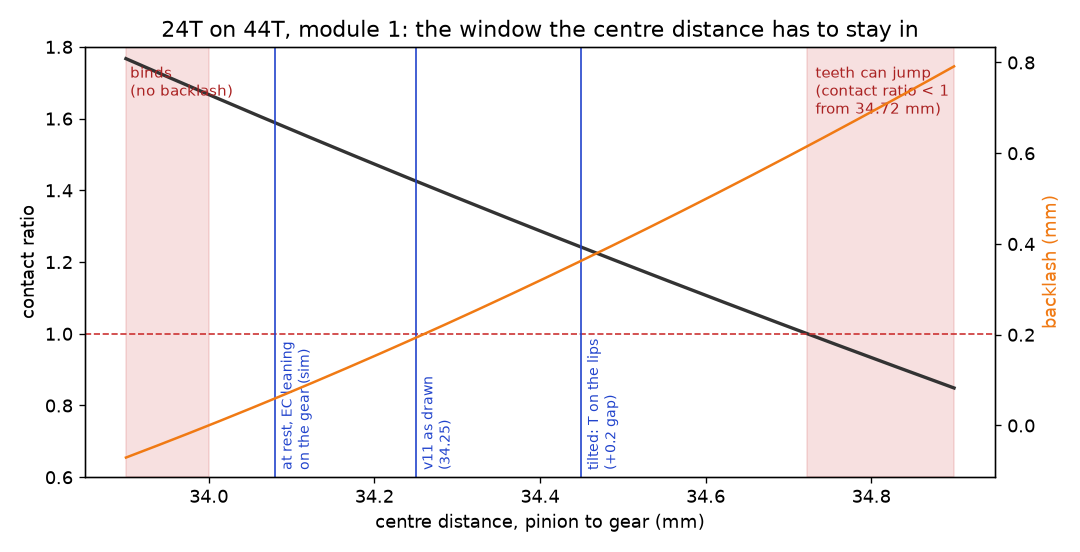 24T on 44T, module 1: the window the centre distance has to stay in
1.8
1.6
1.4
1.2
1.0
0.8
0.6
contact ratio
binds
(no backlash)
teeth can jump
(contact ratio < 1
from 34.72 mm)
at rest, EC leaning
on the gear (sim)
v11 as drawn
(34.25)
tilted: T on the lips
(+0.2 gap)
0.8
0.6
0.4
0.2
0.0
backlash (mm)
34.0
34.2
34.4
34.6
34.8
centre distance, pinion to gear (mm)